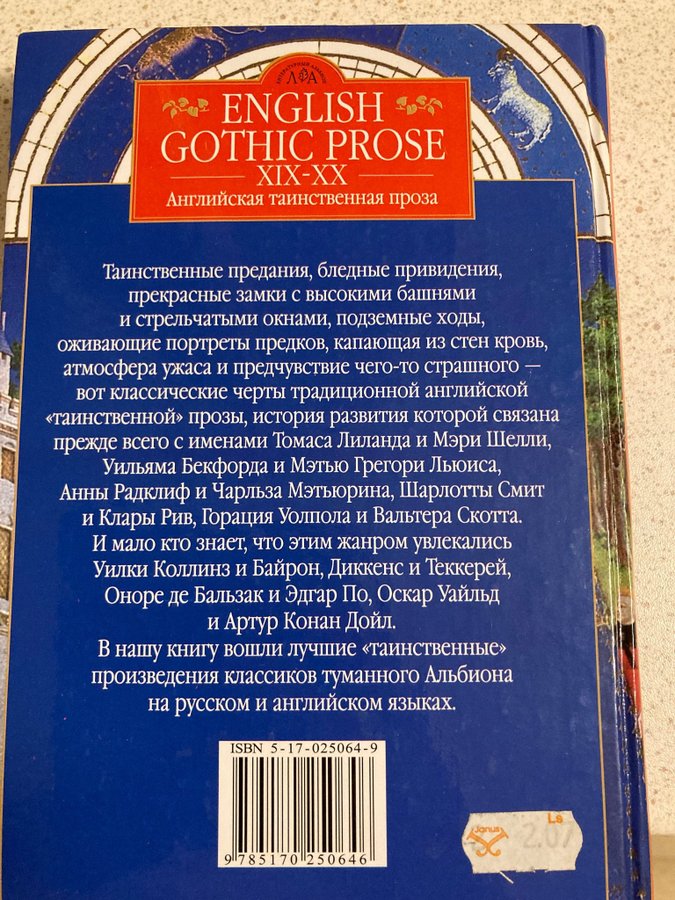 ЛИТЕРАТУРНЫЙ АЛЬБИОН
ЛА
ENGLISH
GOTHIC PROSE
XIX-XX
Английская таинственная проза
Таинственные предания, бледные привидения,
прекрасные замки с высокими башнями
и стрельчатыми окнами, подземные ходы,
оживающие портреты предков, капающая из стен кровь,
атмосфера ужаса и предчувствие чего-то страшного —
вот классические черты традиционной английской
«таинственной» прозы, история развития которой связана
прежде всего с именами Томаса Лиланда и Мэри Шелли,
Уильяма Бекфорда и Мэтью Грегори Льюиса,
Анны Радклиф и Чарльза Мэтьюрина, Шарлотты Смит
и Клары Рив, Горация Уолпола и Вальтера Скотта.
И мало кто знает, что этим жанром увлекались
Уилки Коллинз и Байрон, Диккенс и Теккерей,
Оноре де Бальзак и Эдгар По, Оскар Уайльд
и Артур Конан Дойл.
В нашу книгу вошли лучшие «таинственные»
произведения классиков туманного Альбиона
на русском и английском языках.
ISBN 5-17-025064-9
9 785170 250646
Janus
Ls
2.07